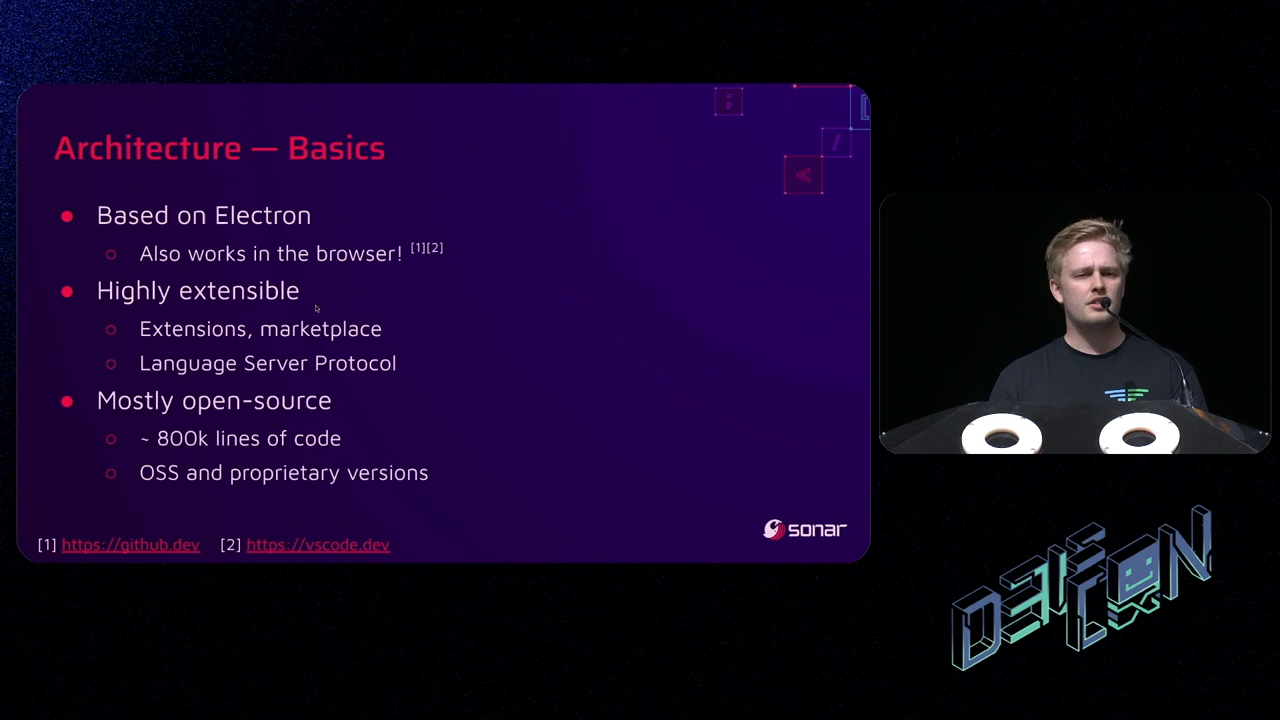 Architecture — Basics
Based on Electron
Also works in the browser! [1][2]
Highly extensible
Extensions, marketplace
Language Server Protocol
Mostly open-source
~ 800k lines of code
OSS and proprietary versions
[1] https://github.dev [2] https://vscode.dev
sonar
DEF
CON